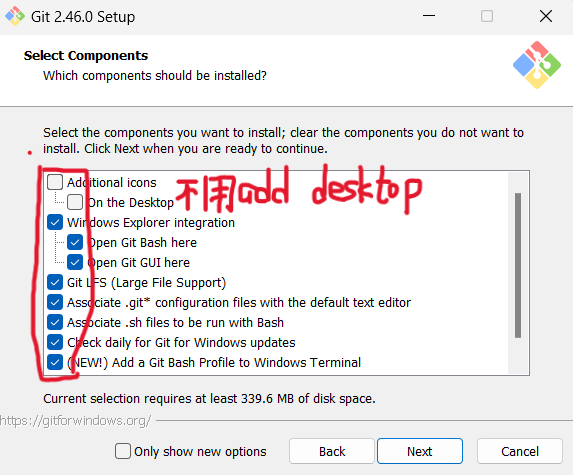 Git 2.46.0 Setup
Select Components
Which components should be installed?
Select the components you want to install; clear the components you do not want to
install. Click Next when you are ready to continue.
Additional icons
不用add desktop
On the Desktop
Windows Explorer integration
Open Git Bash here
Open Git GUI here
Git LFS (Large File Support)
Associate .git* configuration files with the default text editor
Associate .sh files to be run with Bash
Check daily for Git for Windows updates
(NEW!) Add a Git Bash Profile to Windows Terminal
Current selection requires at least 339.6 MB of disk space.
https://gitforwindows.org/
Only show new options
Back
Next
Cancel